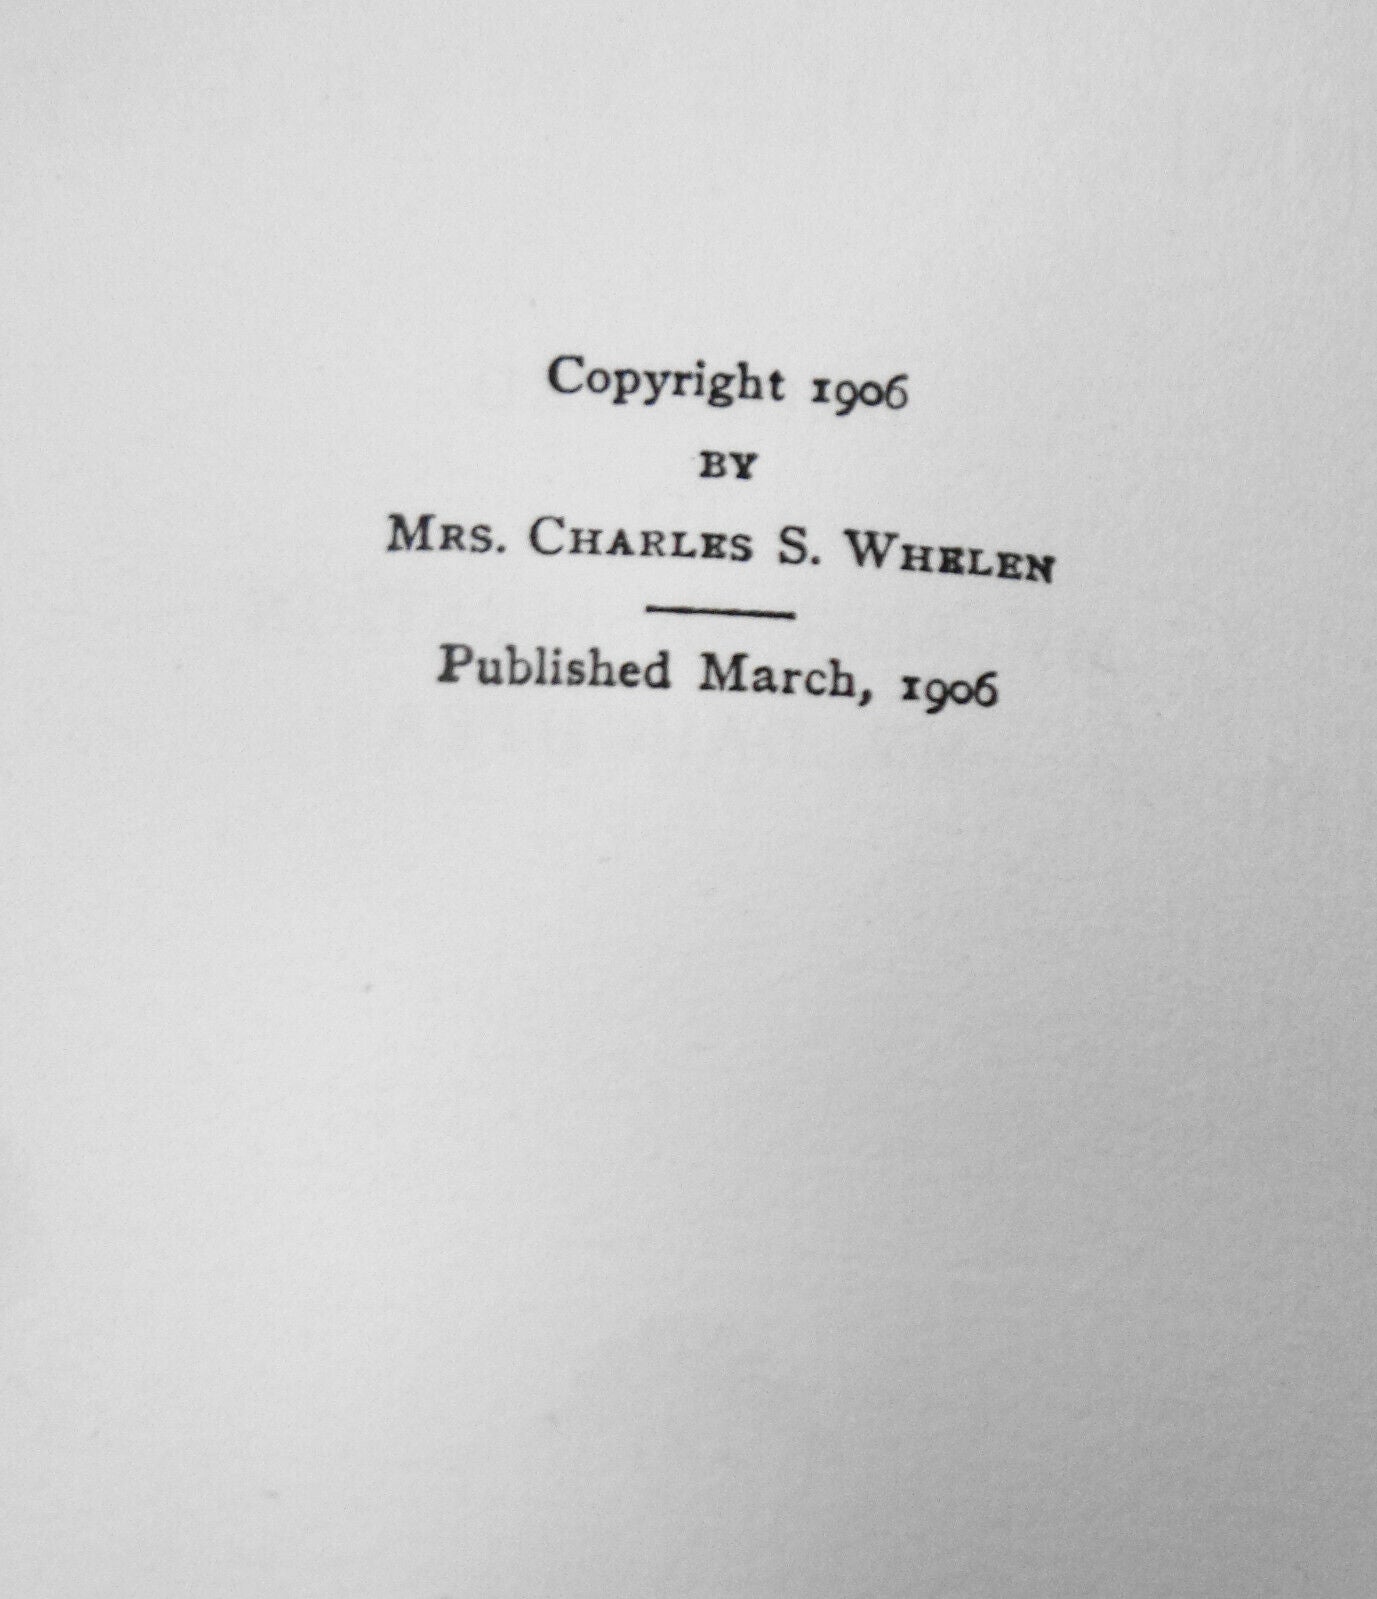 Copyright 1906
BY
MRS. CHARLES S. WHELEN
Published March, 1906